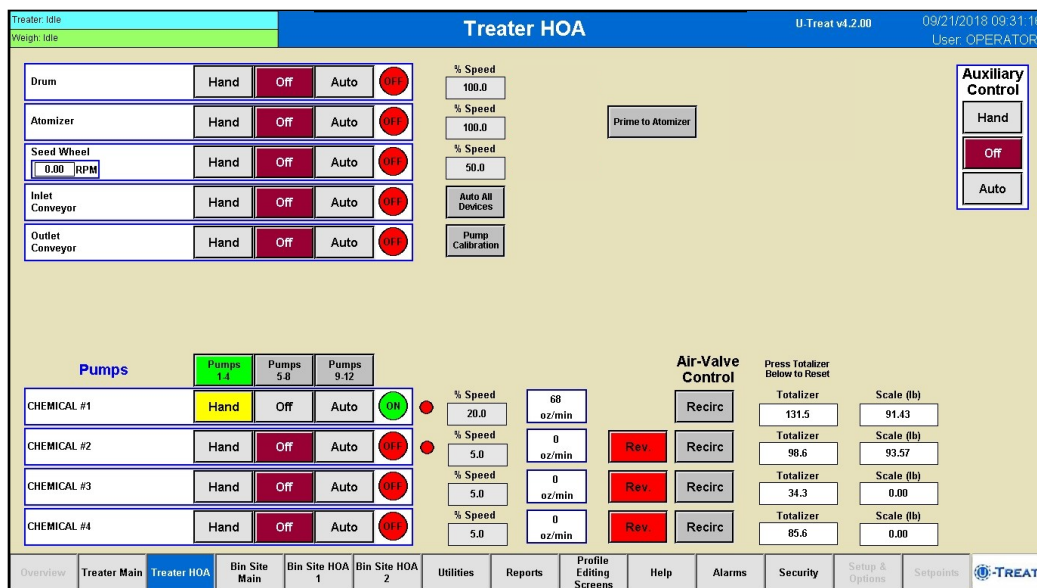 Treater: Idle
Weigh: Idle
Treater HOA
U-Treat v4.2.00
09/21/2018 09:31:16
User: OPERATOR
Drum
Hand
Off
Auto
OFF
% Speed
100.0
Atomizer
Hand
Off
Auto
OFF
% Speed
100.0
Prime to Atomizer
Seed Wheel
0.00 RPM
Hand
Off
Auto
OFF
% Speed
50.0
Inlet
Conveyor
Hand
Off
Auto
OFF
Auto All
Devices
Outlet
Conveyor
Hand
Off
Auto
OFF
Pump
Calibration
Auxiliary
Control
Hand
Off
Auto
Pumps
Pumps
1-4
Pumps
5-8
Pumps
9-12
Air-Valve
Control
Press Totalizer
Below to Reset
CHEMICAL #1
Hand
Off
Auto
ON
% Speed
20.0
68
oz/min
Recirc
Totalizer
131.5
Scale (lb)
91.43
CHEMICAL #2
Hand
Off
Auto
OFF
% Speed
5.0
0
oz/min
Rev.
Recirc
Totalizer
98.6
Scale (lb)
93.57
CHEMICAL #3
Hand
Off
Auto
OFF
% Speed
5.0
0
oz/min
Rev.
Recirc
Totalizer
34.3
Scale (lb)
0.00
CHEMICAL #4
Hand
Off
Auto
OFF
% Speed
5.0
0
oz/min
Rev.
Recirc
Totalizer
85.6
Scale (lb)
0.00
Overview
Treater Main
Treater HOA
Bin Site
Main
Bin Site HOA
1
Bin Site HOA
2
Utilities
Reports
Profile
Editing
Screens
Help
Alarms
Security
Setup &
Options
Setpoints
U-TREAT